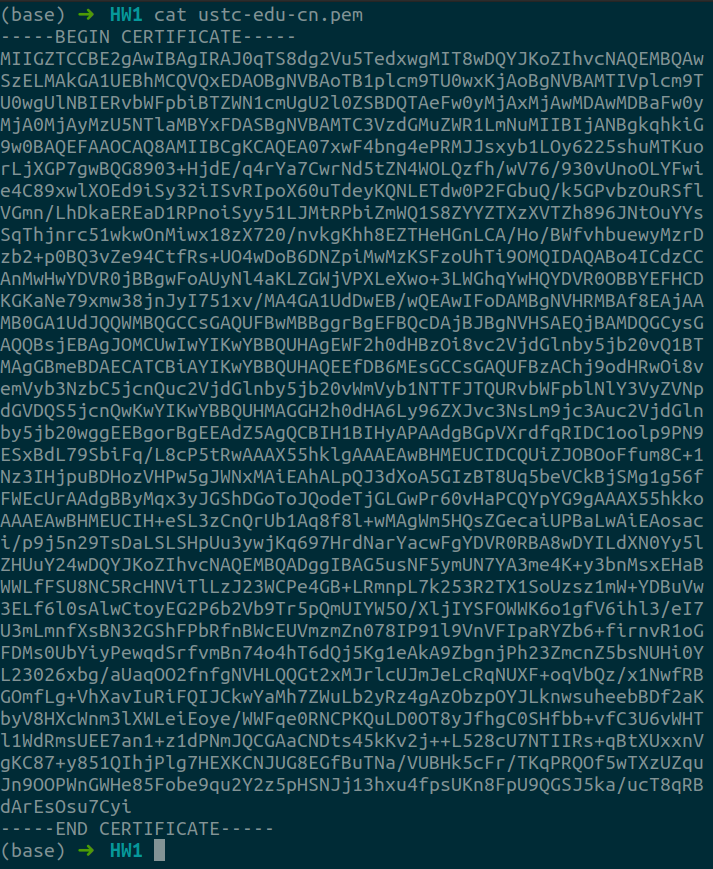 (base) ➜  HW1 cat ustc-edu-cn.pem
-----BEGIN CERTIFICATE-----
MIIGZTCCBE2gAwIBAgIRAJ0qTS8dg2Vu5TedxwgMIT8wDQYJKoZIhvcNAQEMBQAw
SzELMAkGA1UEBhMCQVQxEDAOBgNVBAoTB1plcm9TU0wxKjAoBgNVBAMTIVplcm9T
U0wgUlNBIERvbWFpbiBTZWN1cmUgU2l0ZSBDQTAeFw0yMjAxMjAwMDAwMDBaFw0y
MjA0MjAyMzU5NTlaMBYxFDASBgNVBAMTC3VzdGMuZWR1LmNuMIIBIjANBgkqhkiG
9w0BAQEFAAOCAQ8AMIIBCgKCAQEA07xwF4bng4ePRMJJsxyb1LOy6225shuMTKuo
rLjXGP7gwBQG8903+HjdE/q4rYa7CwrNd5tZN4WOLQzfh/wV76/930vUnoOLYFwi
e4C89xwlXOEd9iSy32iISvRIpoX60uTdeyKQNLETdw0P2FGbuQ/k5GPvbzOuRSfl
VGmn/LhDkaEREaD1RPnoiSyy51LJMtRPbiZmWQ1S8ZYYZTXzXVTZh896JNtOuYYs
SqThjnrc51wkwOnMiwx18zX720/nvkgKhh8EZTHeHGnLCA/Ho/BWfvhbuewyMzrD
zb2+p0BQ3vZe94CtfRs+UO4wDoB6DNZpiMwMzKSFzoUhTi9OMQIDAQABo4ICdzCC
AnMwHwYDVR0jBBgwFoAUyNl4aKLZGWjVPXLeXwo+3LWGhqYwHQYDVR0OBBYEFHCD
KGKaNe79xmw38jnJyI751xv/MA4GA1UdDwEB/wQEAwIFoDAMBgNVHRMBAf8EAjAA
MB0GA1UdJQQWMBQGCCsGAQUFBwMBBggrBgEFBQcDAjBJBgNVHSAEQjBAMDQGCysG
AQQBsjEBAgJOMCUwIwYIKwYBBQUHAgEWF2h0dHBzOi8vc2VjdGlnby5jb20vQ1BT
MAgGBmeBDAECATCBiAYIKwYBBQUHAQEEfDB6MEsGCCsGAQUFBzAChj9odHRwOi8v
emVyb3NzbC5jcnQuc2VjdGlnby5jb20vWmVyb1NTTFJTQURvbWFpblNlY3VyZVNp
dGVDQS5jcnQwKwYIKwYBBQUHMAGGH2h0dHA6Ly96ZXJvc3NsLm9jc3Auc2VjdGln
by5jb20wggEEBgorBgEEAdZ5AgQCBIH1BIHyAPAAdgBGpVXrdfqRIDC1oolp9PN9
ESxBdL79SbiFq/L8cP5tRwAAAX55hklgAAAEAwBHMEUCIDCQUiZJOBOoFfum8C+1
Nz3IHjpuBDHozVHPw5gJWNxMAiEAhALpQJ3dXoA5GIzBT8Uq5beVCkBjSMg1g56f
FWEcUrAAdgBByMqx3yJGShDGoToJQodeTjGLGwPr60vHaPCQYpYG9gAAAX55hkko
AAAEAwBHMEUCIH+eSL3zCnQrUb1Aq8f8l+wMAgWm5HQsZGecaiUPBaLwAiEAosac
i/p9j5n29TsDaLSLSHpUu3ywjKq697HrdNarYacwFgYDVR0RBA8wDYILdXN0Yy5l
ZHUuY24wDQYJKoZIhvcNAQEMBQADggIBAG5usNF5ymUN7YA3me4K+y3bnMsxEHaB
WWLfFSU8NC5RcHNViTlLzJ23WCPe4GB+LRmnpL7k253R2TX1SoUzsz1mW+YDBuVw
3ELf6l0sAlwCtoyEG2P6b2Vb9Tr5pQmUIYW5O/XljIYSFOWWK6o1gfV6ihl3/eI7
U3mLmnfXsBN32GShFPbRfnBWcEUVmzmZn078IP91l9VnVFIpaRYZb6+firnvR1oG
FDMs0UbYiyPewqdSrfvmBn74o4hT6dQj5Kg1eAkA9ZbgnjPh23ZmcnZ5bsNUHi0Y
L23026xbg/aUaqOO2fnfgNVHLQQGt2xMJrlcUJmJeLcRqNUXF+oqVbQz/x1NwfRB
GOmfLg+VhXavIuRiFQIJCkwYaMh7ZWuLb2yRz4gAzObzpOYJLknwsuheebBDf2aK
byV8HXcWnm3lXWLeiEoye/WWFqe0RNCPKQuLD0OT8yJfhgC0SHfbb+vfC3U6vWHT
l1WdRmsUEE7an1+z1dPNmJQCGAaCNDts45kKv2j++L528cU7NTIIRs+qBtXUxxnV
gKC87+y851QIhjPlg7HEXKCNJUG8EGfBuTNa/VUBHk5cFr/TKqPRQOf5wTXzUZqu
Jn9OOPWnGWHe85Fobe9qu2Y2z5pHSNJj13hxu4fpsUKn8FpU9QGSJ5ka/ucT8qRB
dArEsOsu7Cyi
-----END CERTIFICATE-----
(base) ➜  HW1